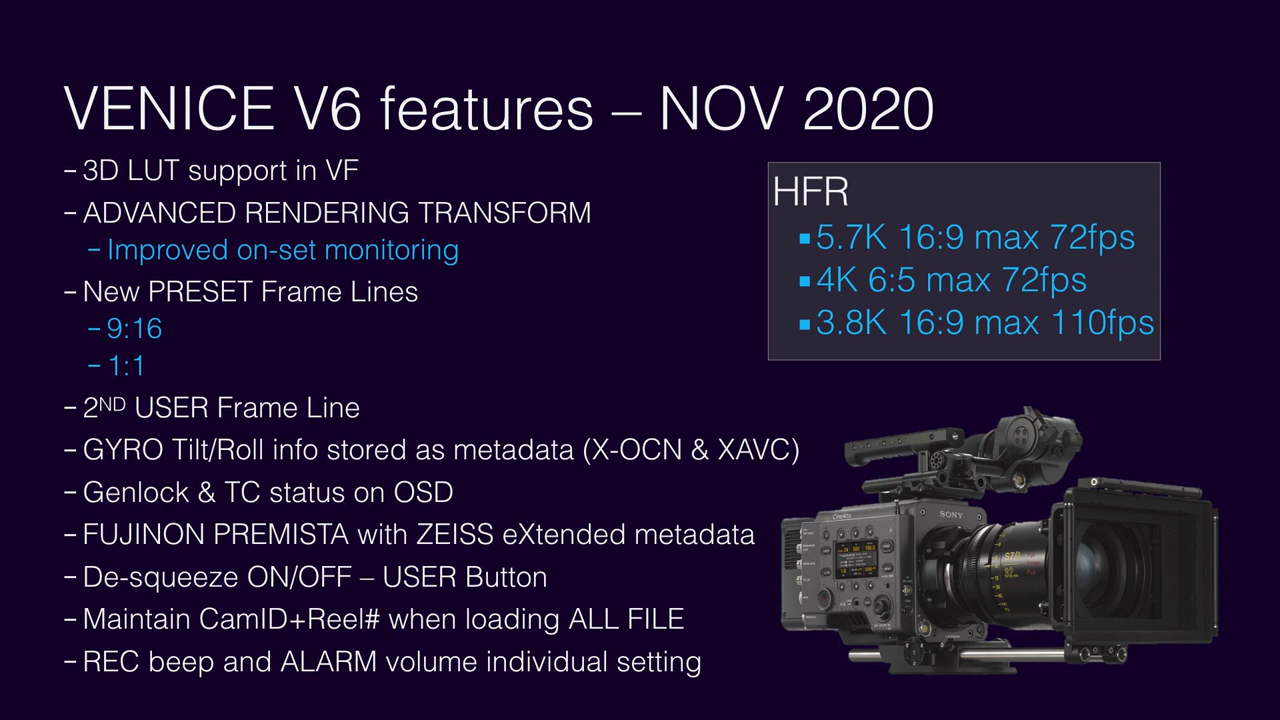 VENICE V6 features – NOV 2020
– 3D LUT support in VF
– ADVANCED RENDERING TRANSFORM
– Improved on-set monitoring
– New PRESET Frame Lines
– 9:16
– 1:1
– 2ND USER Frame Line
– GYRO Tilt/Roll info stored as metadata (X-OCN & XAVC)
– Genlock & TC status on OSD
– FUJINON PREMISTA with ZEISS eXtended metadata
– De-squeeze ON/OFF – USER Button
– Maintain CamID+Reel# when loading ALL FILE
– REC beep and ALARM volume individual setting
HFR
▪ 5.7K 16:9 max 72fps
▪ 4K 6:5 max 72fps
▪ 3.8K 16:9 max 110fps
CineAlta
SONY